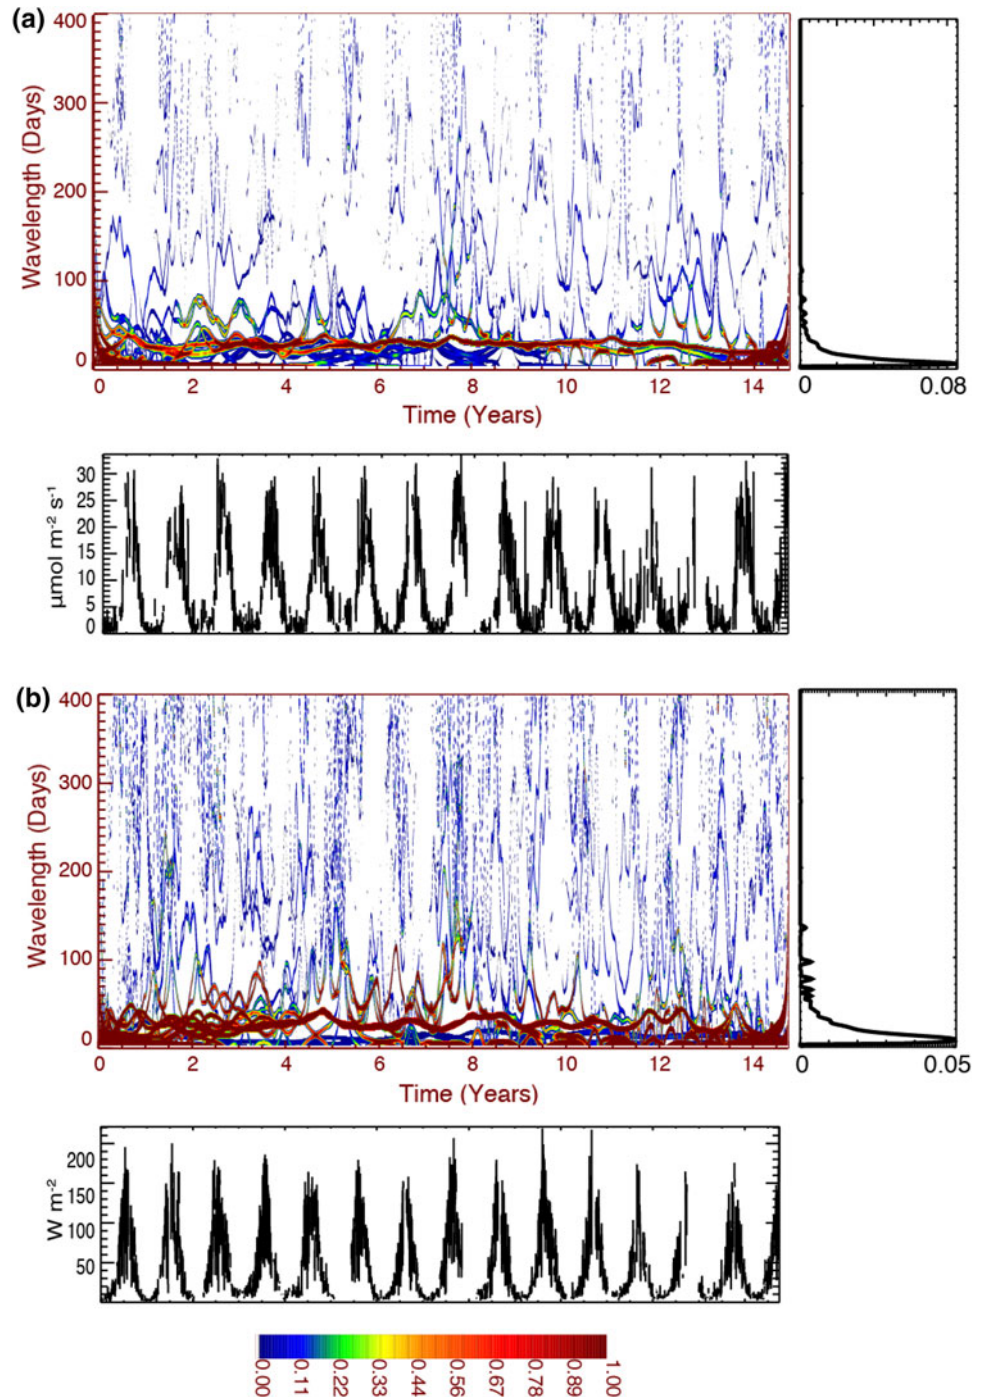 (a)
400
300
200
100
0
Wavelength (Days)
0 2 4 6 8 10 12 14
Time (Years)
0 0.08
30
25
20
15
10
5
0
µmol m⁻² s⁻¹
(b)
400
300
200
100
0
Wavelength (Days)
0 2 4 6 8 10 12 14
Time (Years)
0 0.05
200
150
100
50
W m⁻²
0.00 0.11 0.22 0.33 0.44 0.56 0.67 0.78 0.89 1.00